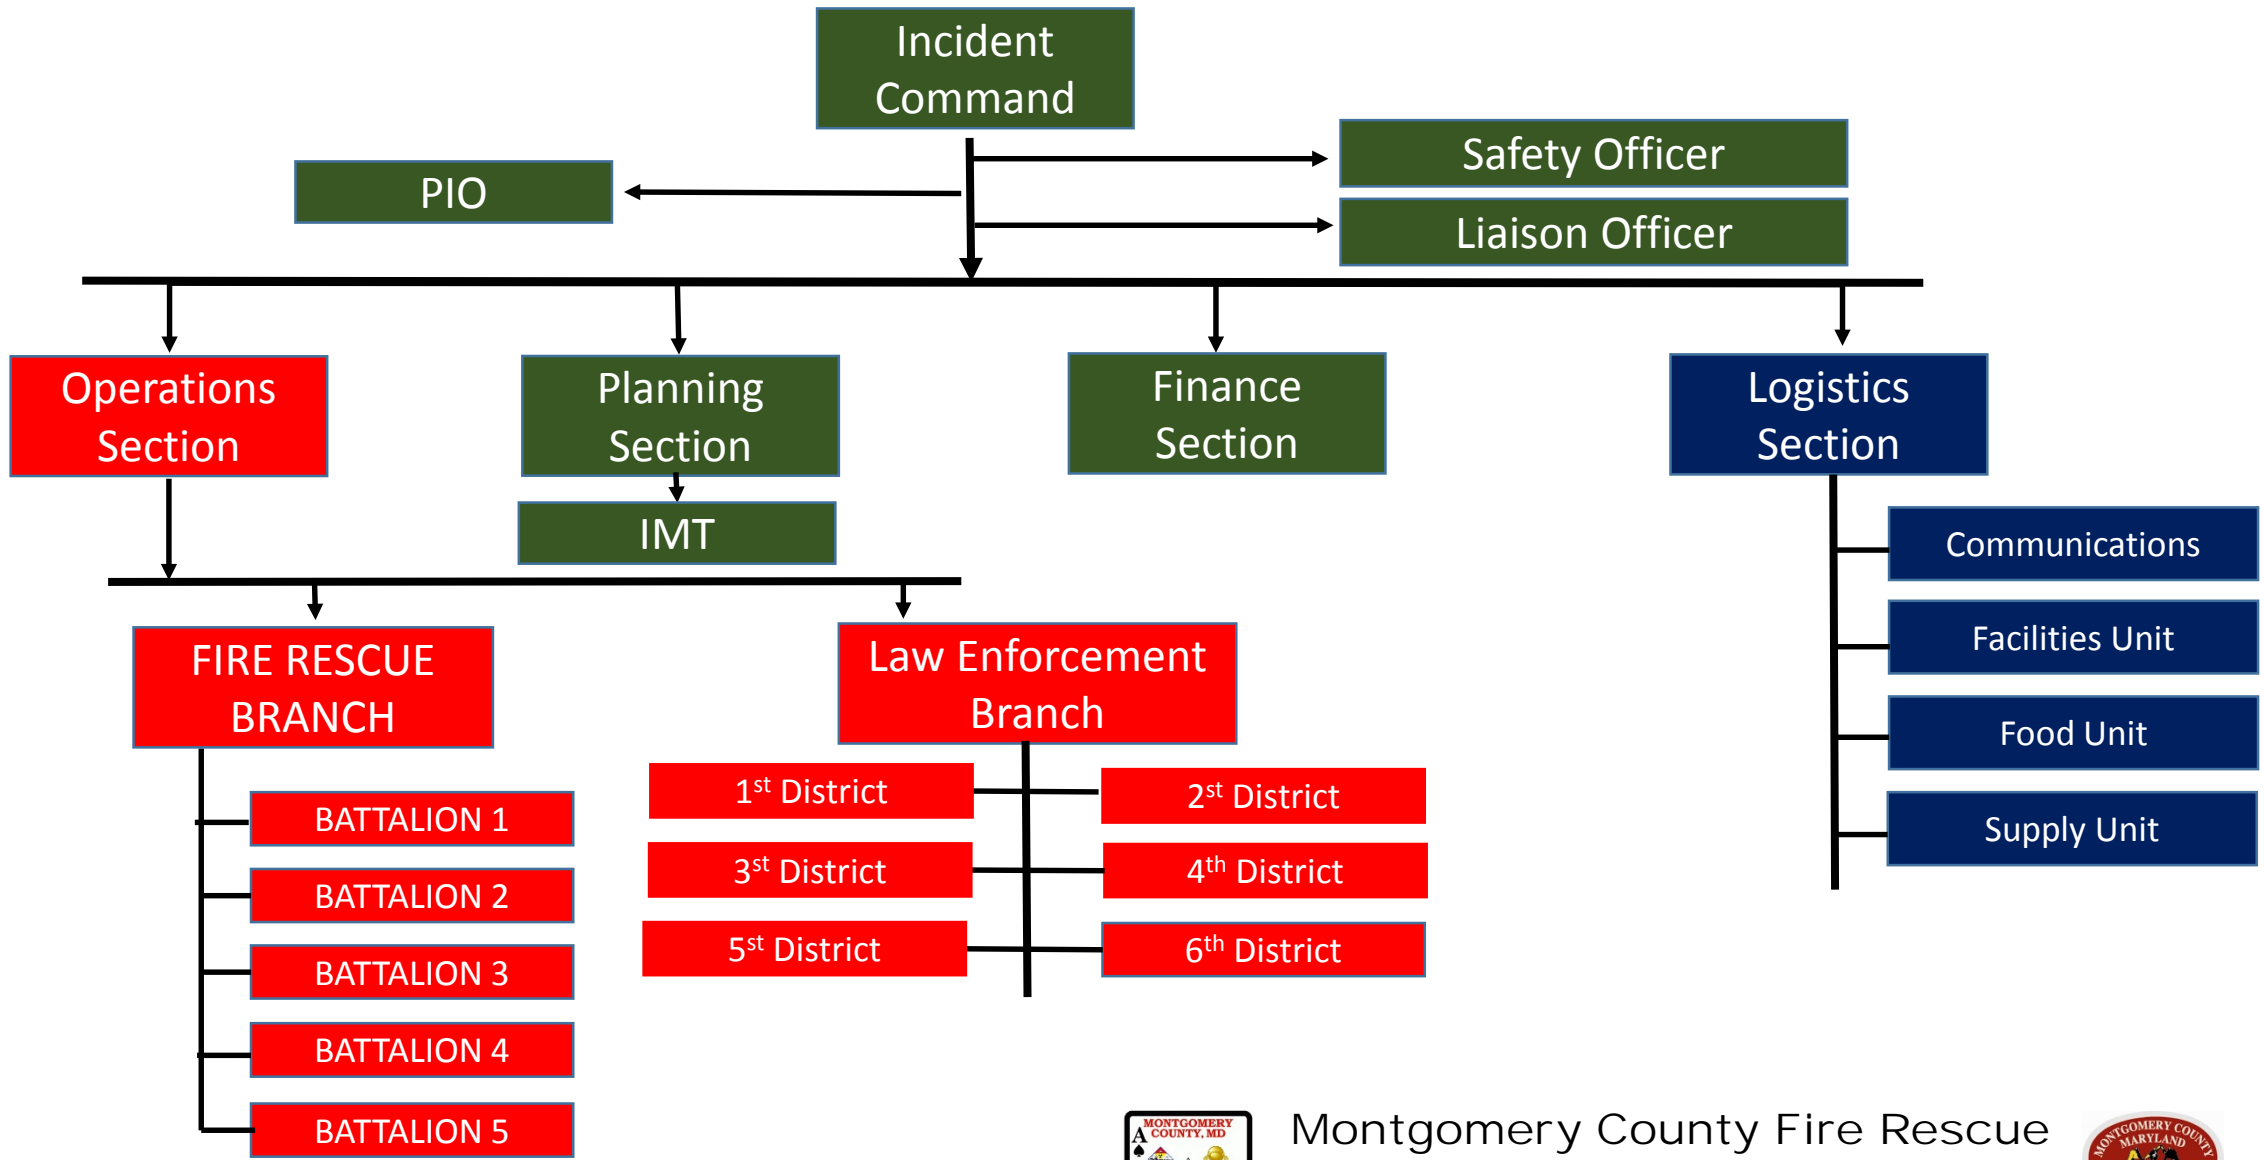 Incident
Command
Safety Officer
PIO
Liaison Officer
Operations
Section
Planning
Section
Finance
Section
Logistics
Section
IMT
Communications
Facilities Unit
Food Unit
Supply Unit
FIRE RESCUE
BRANCH
Law Enforcement
Branch
BATTALION 1
BATTALION 2
BATTALION 3
BATTALION 4
BATTALION 5
1st District
2st District
3st District
4th District
5st District
6th District
MONTGOMERY
COUNTY, MD
A
Montgomery County Fire Rescue
MONTGOMERY COUNTY
MARYLAND